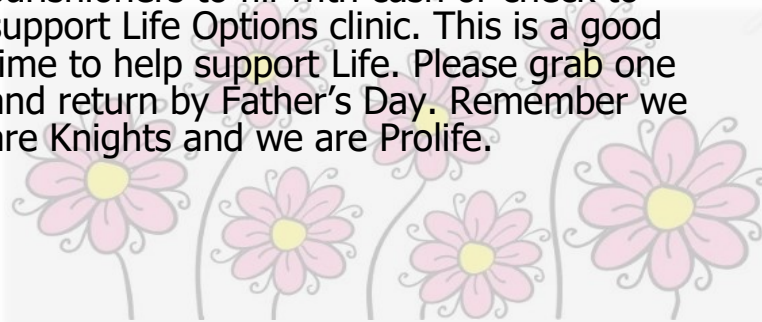 parishioners to fill with cash or check to
support Life Options clinic. This is a good
time to help support Life. Please grab one
and return by Father's Day. Remember we
are Knights and we are Prolife.